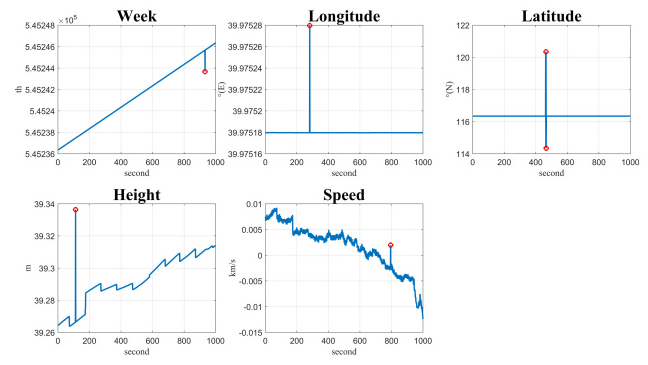 Week
×10⁵
5.45248
5.45246
5.45244
5.4524
5.45238
5.45236
th
0 200 400 600 800 1000
second
Longitude
39.97528
39.97526
39.97524
39.97522
39.9752
39.97518
39.97516
°(E)
0 200 400 600 800 1000
second
Latitude
122
120
118
116
114
°(N)
0 200 400 600 800 1000
second
Height
39.34
39.32
39.3
39.28
39.26
m
0 200 400 600 800 1000
second
Speed
0.01
0.005
0
-0.005
-0.01
-0.015
km/s
0 200 400 600 800 1000
second